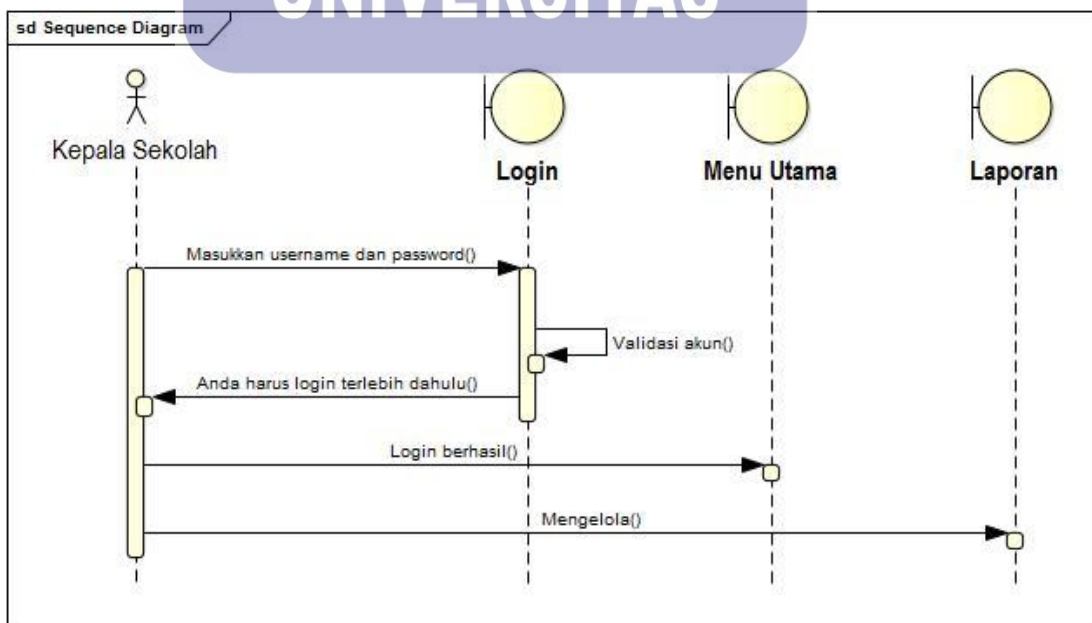 UNIVERSITAS
sd Sequence Diagram
Kepala Sekolah
Login
Menu Utama
Laporan
Masukkan username dan password()
Validasi akun()
Anda harus login terlebih dahulu()
Login berhasil()
Mengelola()